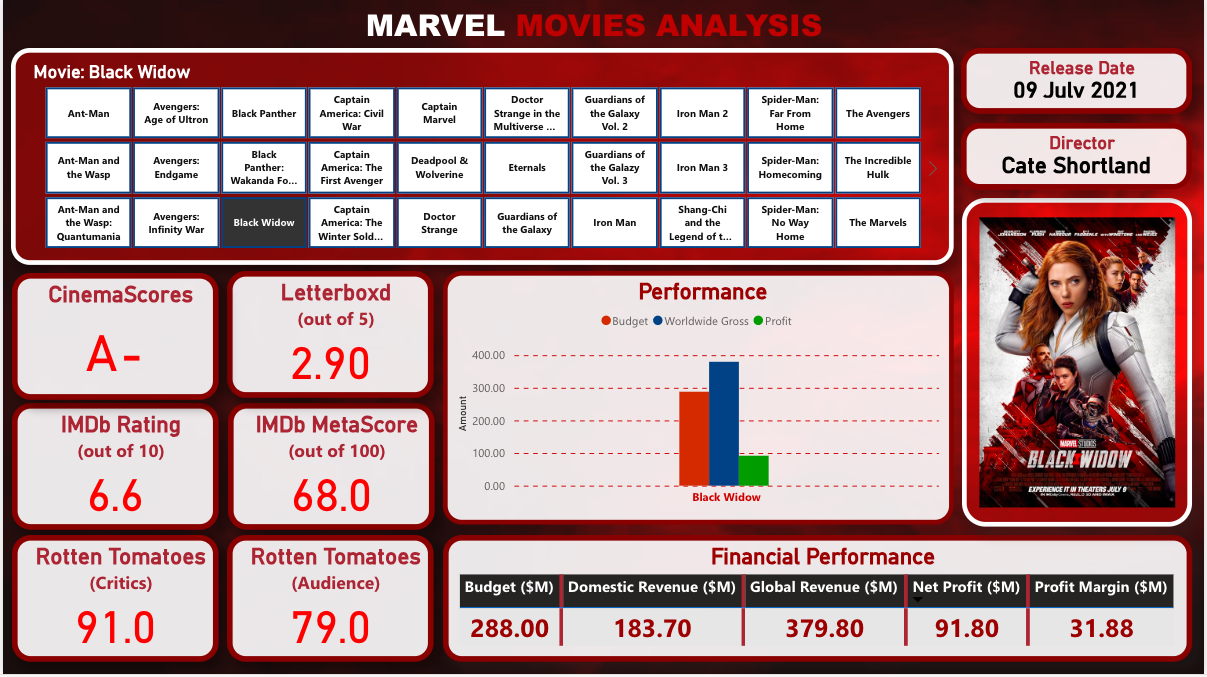 MARVEL MOVIES ANALYSIS
Movie: Black Widow
Ant-Man
Avengers:
Age of Ultron
Black Panther
Captain
America: Civil
War
Captain
Marvel
Doctor
Strange in the
Multiverse ...
Guardians of
the Galaxy
Vol. 2
Iron Man 2
Spider-Man:
Far From
Home
The Avengers
Ant-Man and
the Wasp
Avengers:
Endgame
Black
Panther:
Wakanda Fo...
Captain
America: The
First Avenger
Deadpool &
Wolverine
Eternals
Guardians of
the Galazy
Vol. 3
Iron Man 3
Spider-Man:
Homecoming
The Incredible
Hulk
Ant-Man and
the Wasp:
Quantumania
Avengers:
Infinity War
Black Widow
Captain
America: The
Winter Sold...
Doctor
Strange
Guardians of
the Galaxy
Iron Man
Shang-Chi
and the
Legend of t...
Spider-Man:
No Way
Home
The Marvels
Release Date
09 July 2021
Director
Cate Shortland
MARVEL STUDIOS
BLACK WIDOW
EXPERIENCE IT IN THEATERS JULY 9
CinemaScores
A-
Letterboxd
(out of 5)
2.90
IMDb Rating
(out of 10)
6.6
IMDb MetaScore
(out of 100)
68.0
Rotten Tomatoes
(Critics)
91.0
Rotten Tomatoes
(Audience)
79.0
Performance
Budget Worldwide Gross Profit
Amount
400.00
300.00
200.00
100.00
0.00
Black Widow
Financial Performance
Budget ($M) Domestic Revenue ($M) Global Revenue ($M) Net Profit ($M) Profit Margin ($M)
288.00 183.70 379.80 91.80 31.88